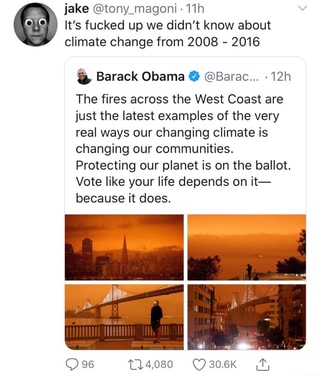 jake @tony_magoni · 11h
It's fucked up we didn't know about
climate change from 2008 - 2016
Barack Obama @Barac... · 12h
The fires across the West Coast are
just the latest examples of the very
real ways our changing climate is
changing our communities.
Protecting our planet is on the ballot.
Vote like your life depends on it—
because it does.
96 4,080 30.6K